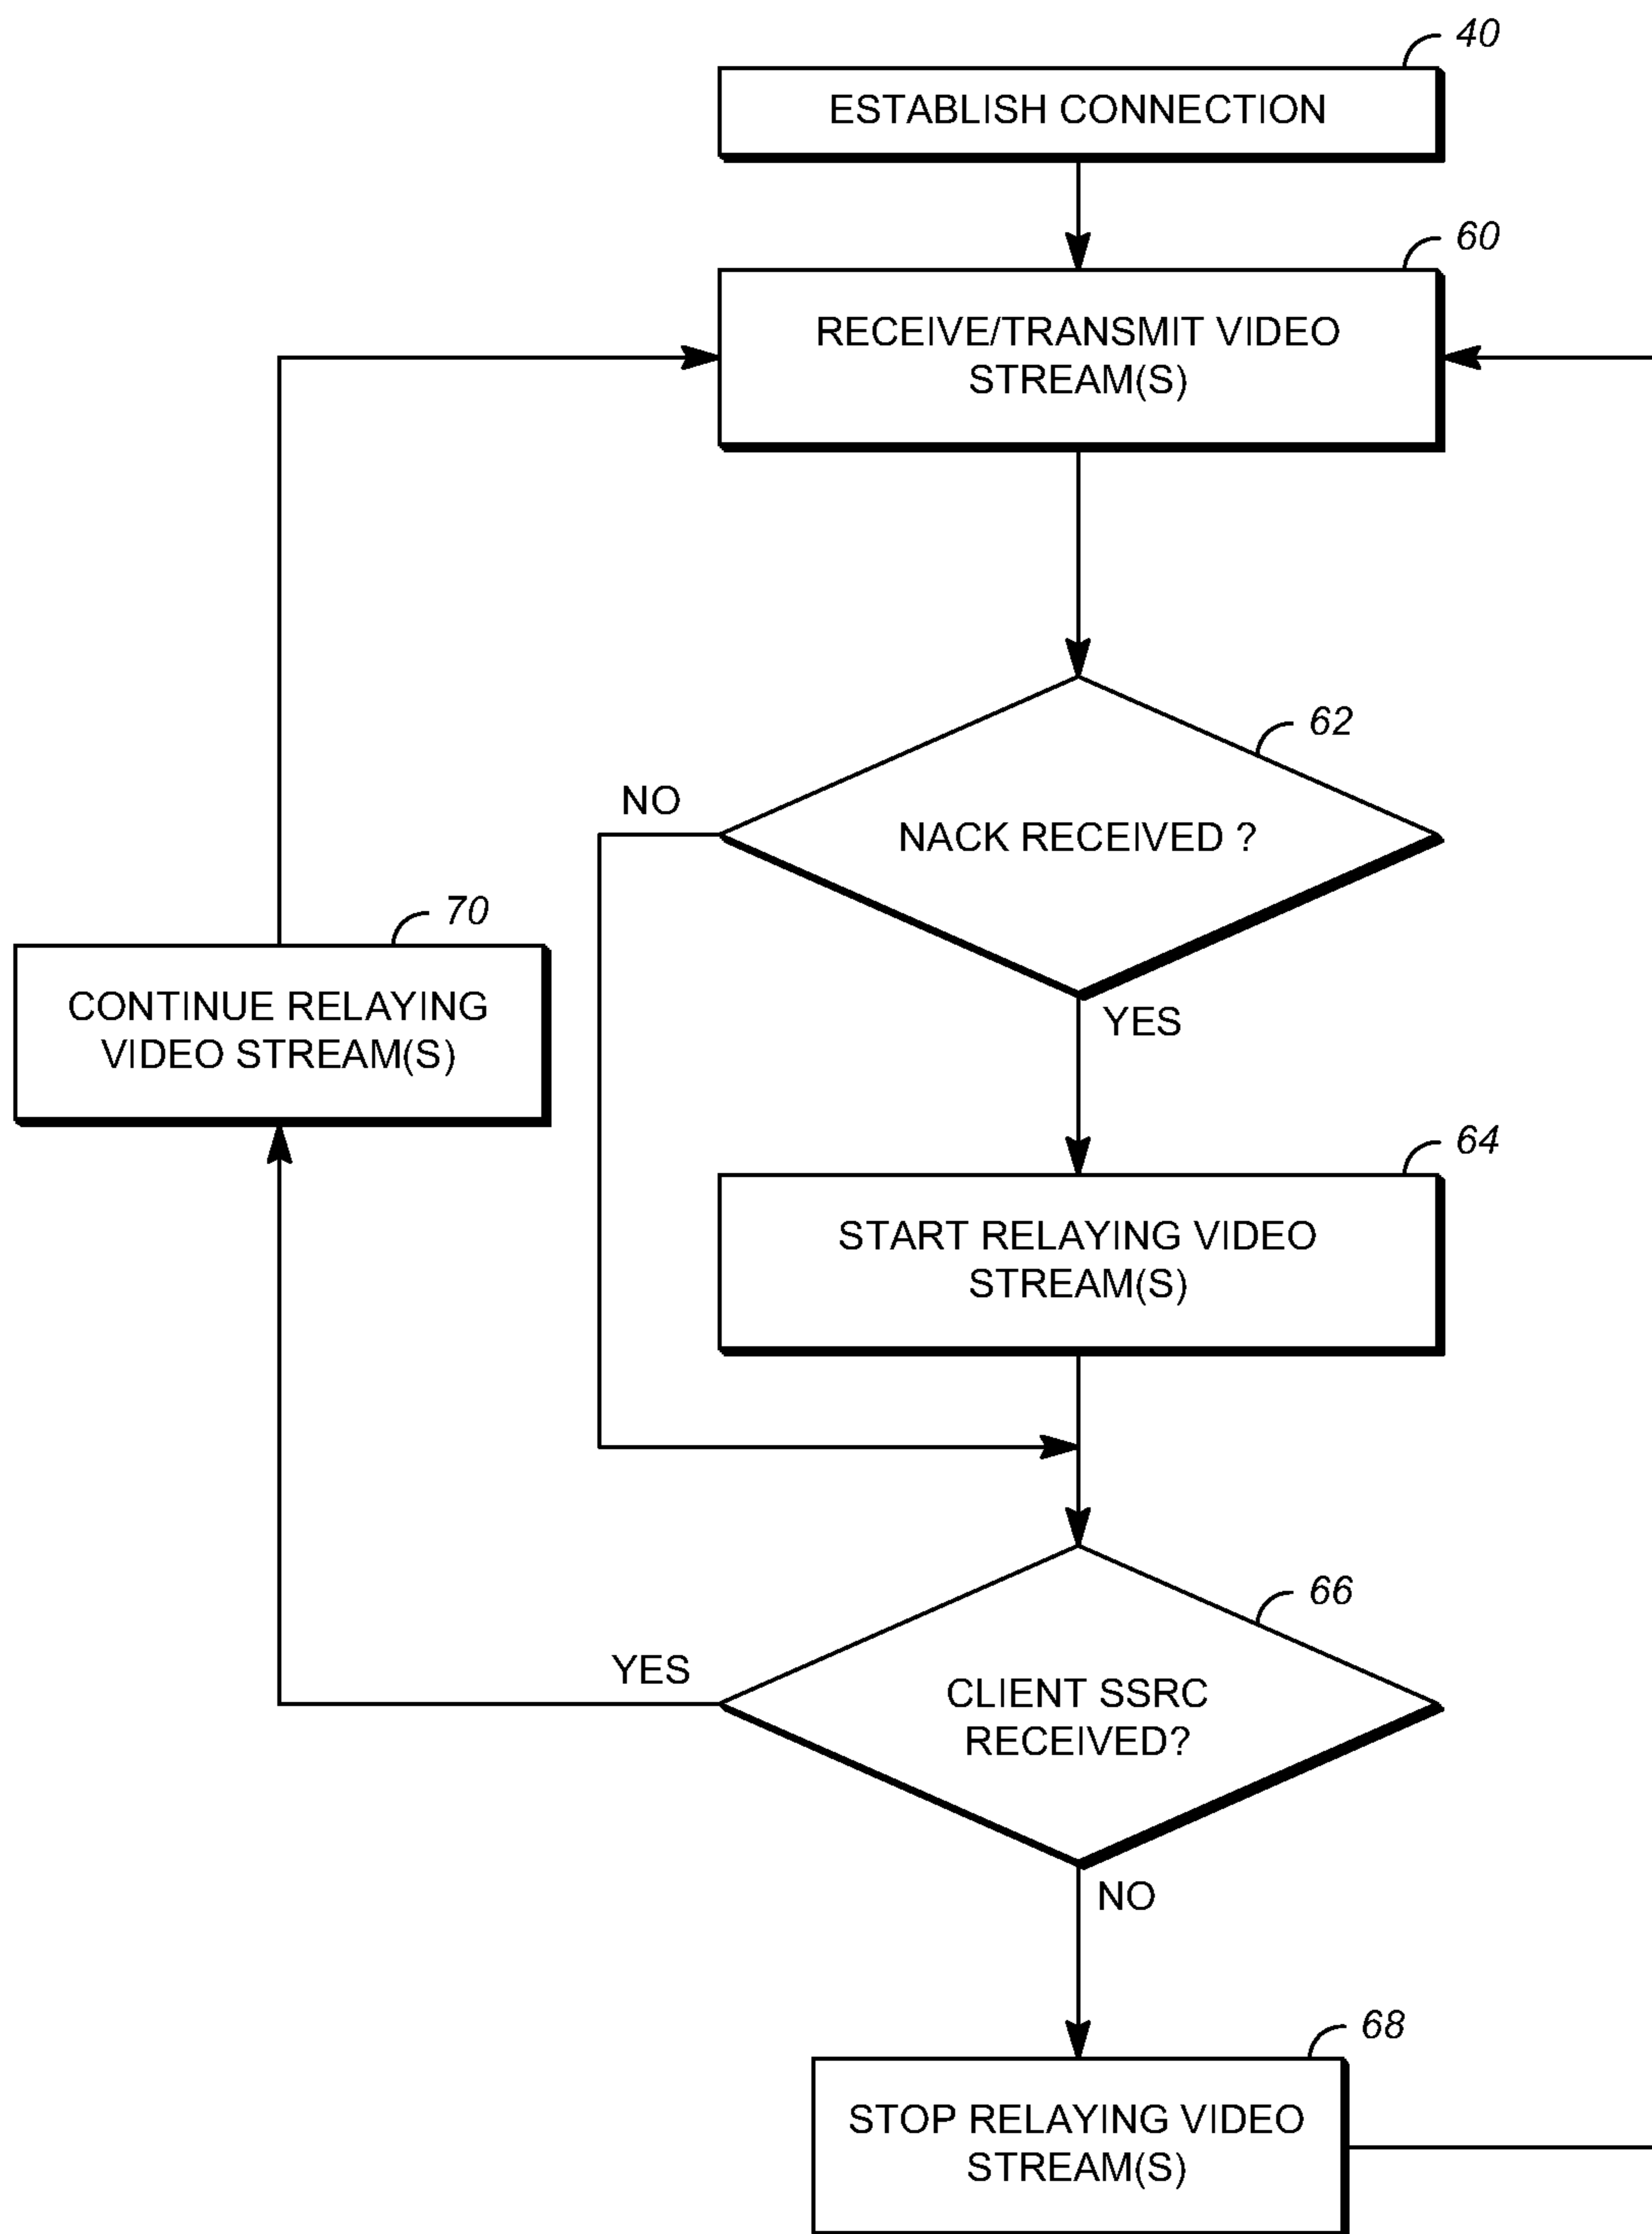 40
ESTABLISH CONNECTION
60
RECEIVE/TRANSMIT VIDEO
STREAM(S)
62
NO
NACK RECEIVED ?
YES
70
CONTINUE RELAYING
VIDEO STREAM(S)
64
START RELAYING VIDEO
STREAM(S)
66
YES
CLIENT SSRC
RECEIVED?
NO
68
STOP RELAYING VIDEO
STREAM(S)